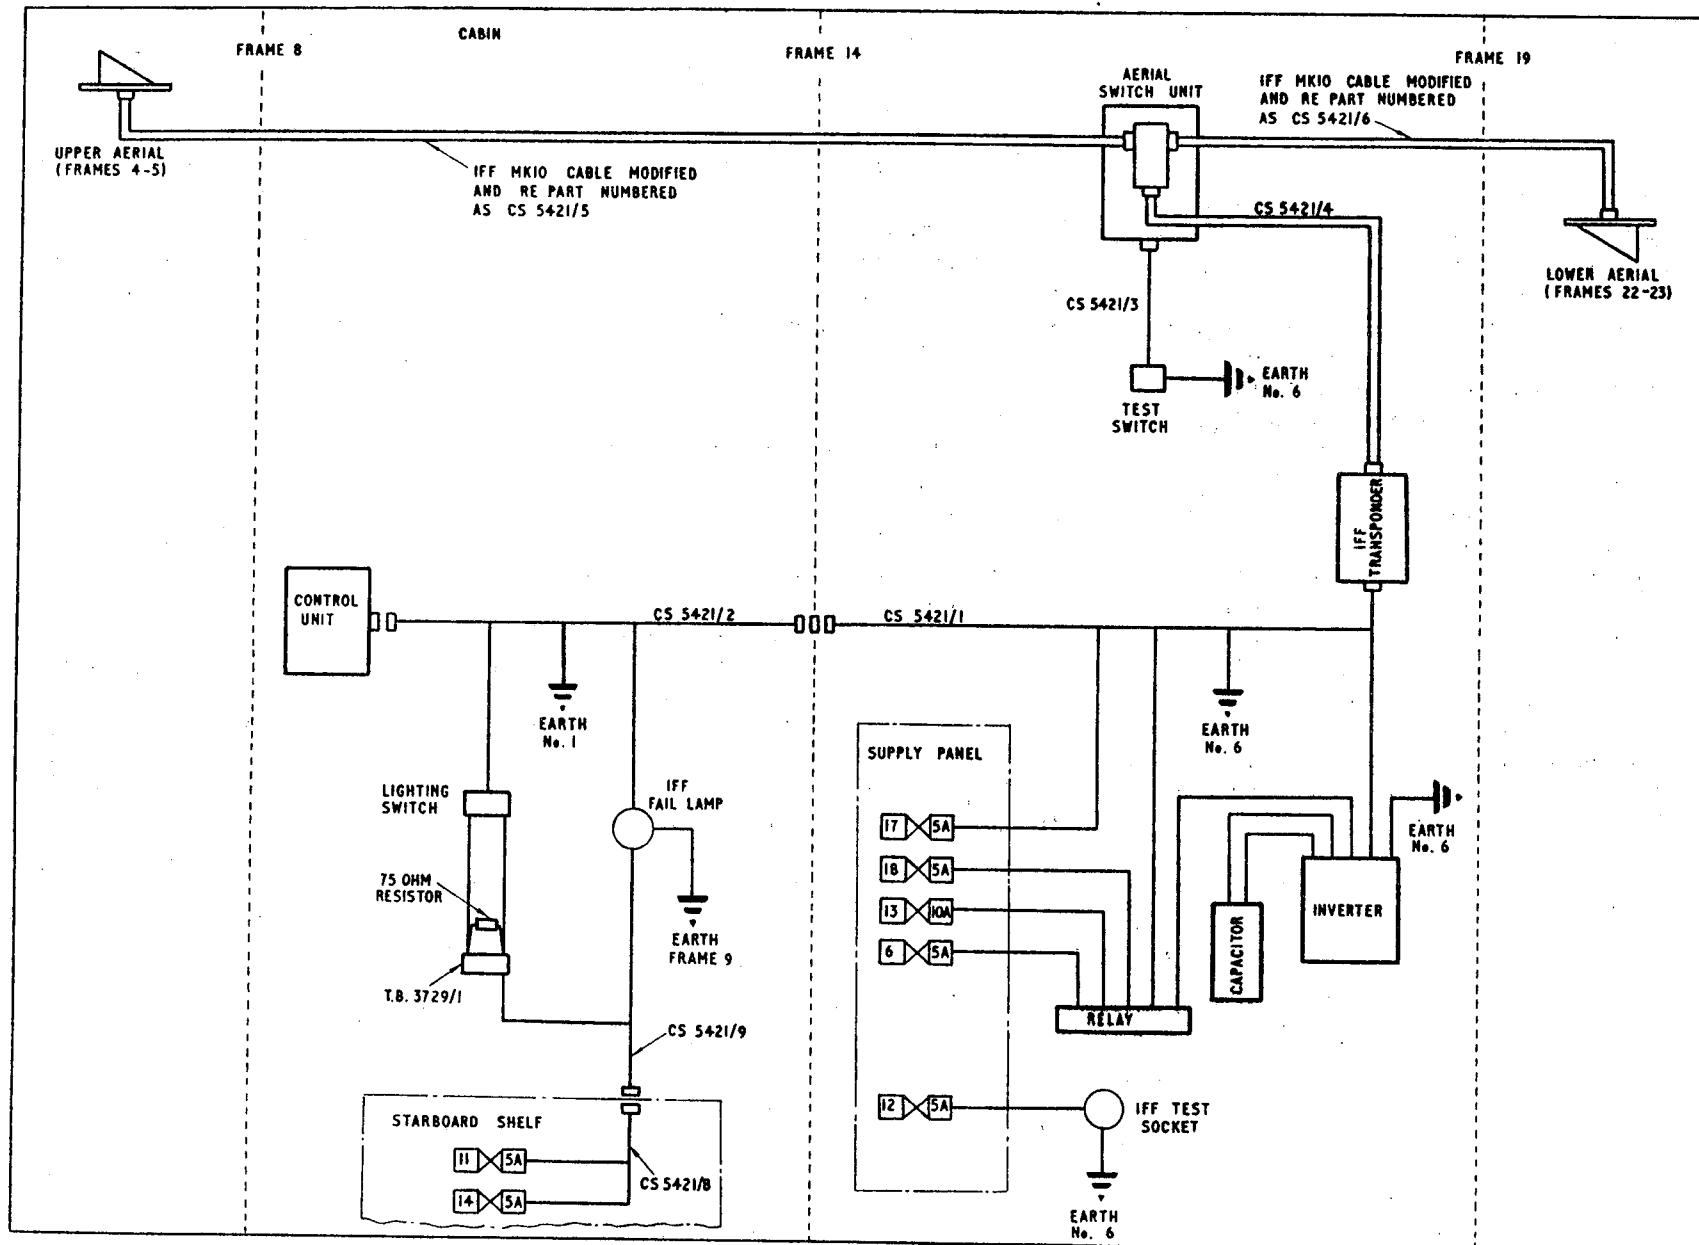 CABIN
FRAME 8
FRAME 14
FRAME 19
AERIAL
SWITCH UNIT
IFF MK10 CABLE MODIFIED
AND RE PART NUMBERED
AS CS 5421/6
UPPER AERIAL
(FRAMES 4-5)
IFF MK10 CABLE MODIFIED
AND RE PART NUMBERED
AS CS 5421/5
CS 5421/4
LOWER AERIAL
(FRAMES 22-23)
CS 5421/3
EARTH
No. 6
TEST
SWITCH
IFF
TRANSPONDER
CONTROL
UNIT
CS 5421/2
CS 5421/1
EARTH
No. 1
EARTH
No. 6
SUPPLY PANEL
LIGHTING
SWITCH
IFF
FAIL LAMP
17 5A
18 5A
13 10A
6 5A
EARTH
No. 6
75 OHM
RESISTOR
EARTH
FRAME 9
T.B. 3729/1
CAPACITOR
INVERTER
RELAY
CS 5421/9
12 5A
IFF TEST
SOCKET
STARBOARD SHELF
11 5A
14 5A
CS 5421/8
EARTH
No. 6